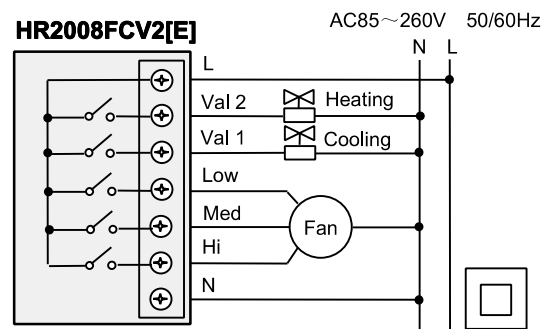 HR2008FCV2[E]
AC85～260V 50/60Hz
N L
L
Val 2
Heating
Val 1
Cooling
Low
Med
Fan
Hi
N